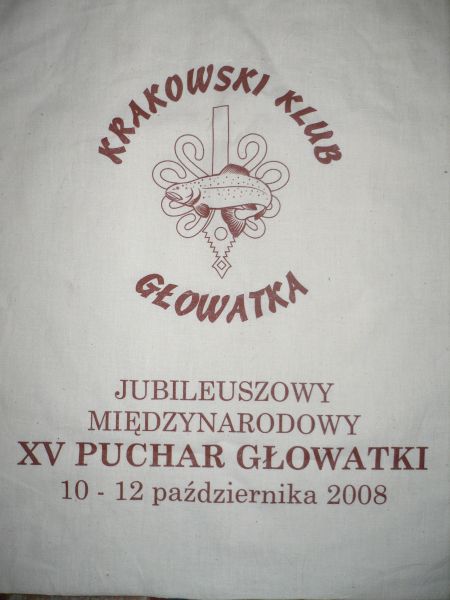 KRAKOWSKI KLUB
GŁOWATKA
JUBILEUSZOWY
MIĘDZYNARODOWY
XV PUCHAR GŁOWATKI
10 - 12 października 2008